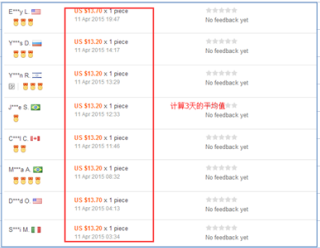 E***y L.
US $13.70 x 1 piece
11 Apr 2015 19:47
No feedback yet
Y***s D.
US $13.20 x 1 piece
11 Apr 2015 14:17
No feedback yet
Y***n R.
US $13.20 x 1 piece
11 Apr 2015 13:29
No feedback yet
计算3天的平均值
J***e S.
US $13.20 x 1 piece
11 Apr 2015 12:33
No feedback yet
C***l C.
US $13.20 x 1 piece
11 Apr 2015 11:46
No feedback yet
M***a A.
US $13.20 x 1 piece
11 Apr 2015 08:32
No feedback yet
D***d O.
US $13.70 x 1 piece
11 Apr 2015 04:13
No feedback yet
S***i M.
US $13.20 x 1 piece
11 Apr 2015 03:34
No feedback yet